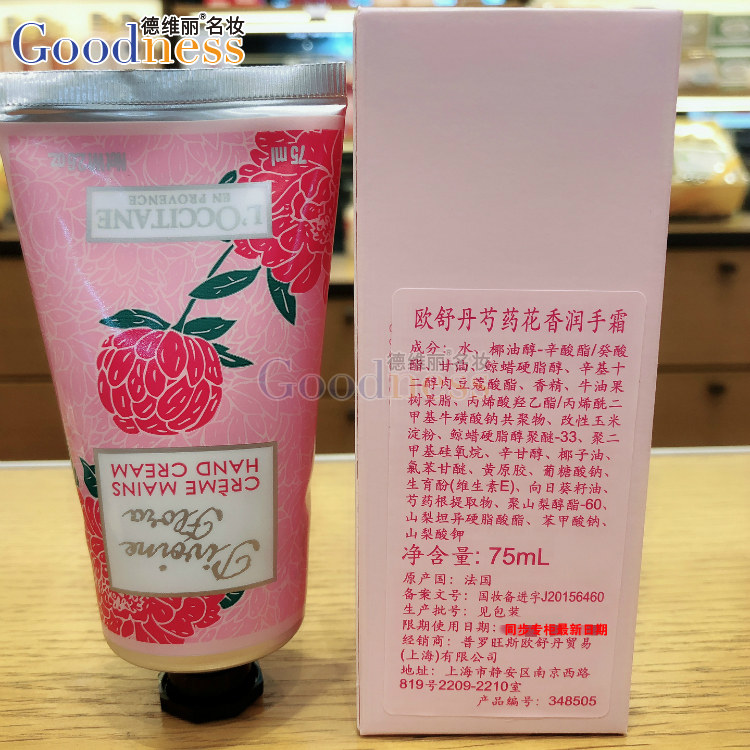 德维丽®名妆
Goodness
75 ml
L'OCCITANE
EN PROVENCE
CRÈME MAINS
HAND CREAM
Pivoine
Flora
欧舒丹芍药花香润手霜
成分: 水、椰油醇-辛酸酯/癸酸
酯、甘油、鲸蜡硬脂醇、辛基十
二醇肉豆蔻酸酯、香精、牛油果
树果脂、丙烯酸羟乙酯/丙烯酰二
甲基牛磺酸钠共聚物、改性玉米
淀粉、鲸蜡硬脂醇聚醚-33、聚二
甲基硅氧烷、辛甘醇、椰子油、
氯苯甘醚、黄原胶、葡糖酸钠、
生育酚(维生素E)、向日葵籽油、
芍药根提取物、聚山梨醇酯-60、
山梨坦异硬脂酸酯、苯甲酸钠、
山梨酸钾
净含量: 75mL
原产国: 法国
备案文号: 国妆备进字J20156460
生产批号: 见包装
限期使用日期: 同步专柜最新日期
经销商: 普罗旺斯欧舒丹贸易
(上海)有限公司
地址: 上海市静安区南京西路
819号2209-2210室
产品编号: 348505
德维丽®名妆
Goodness